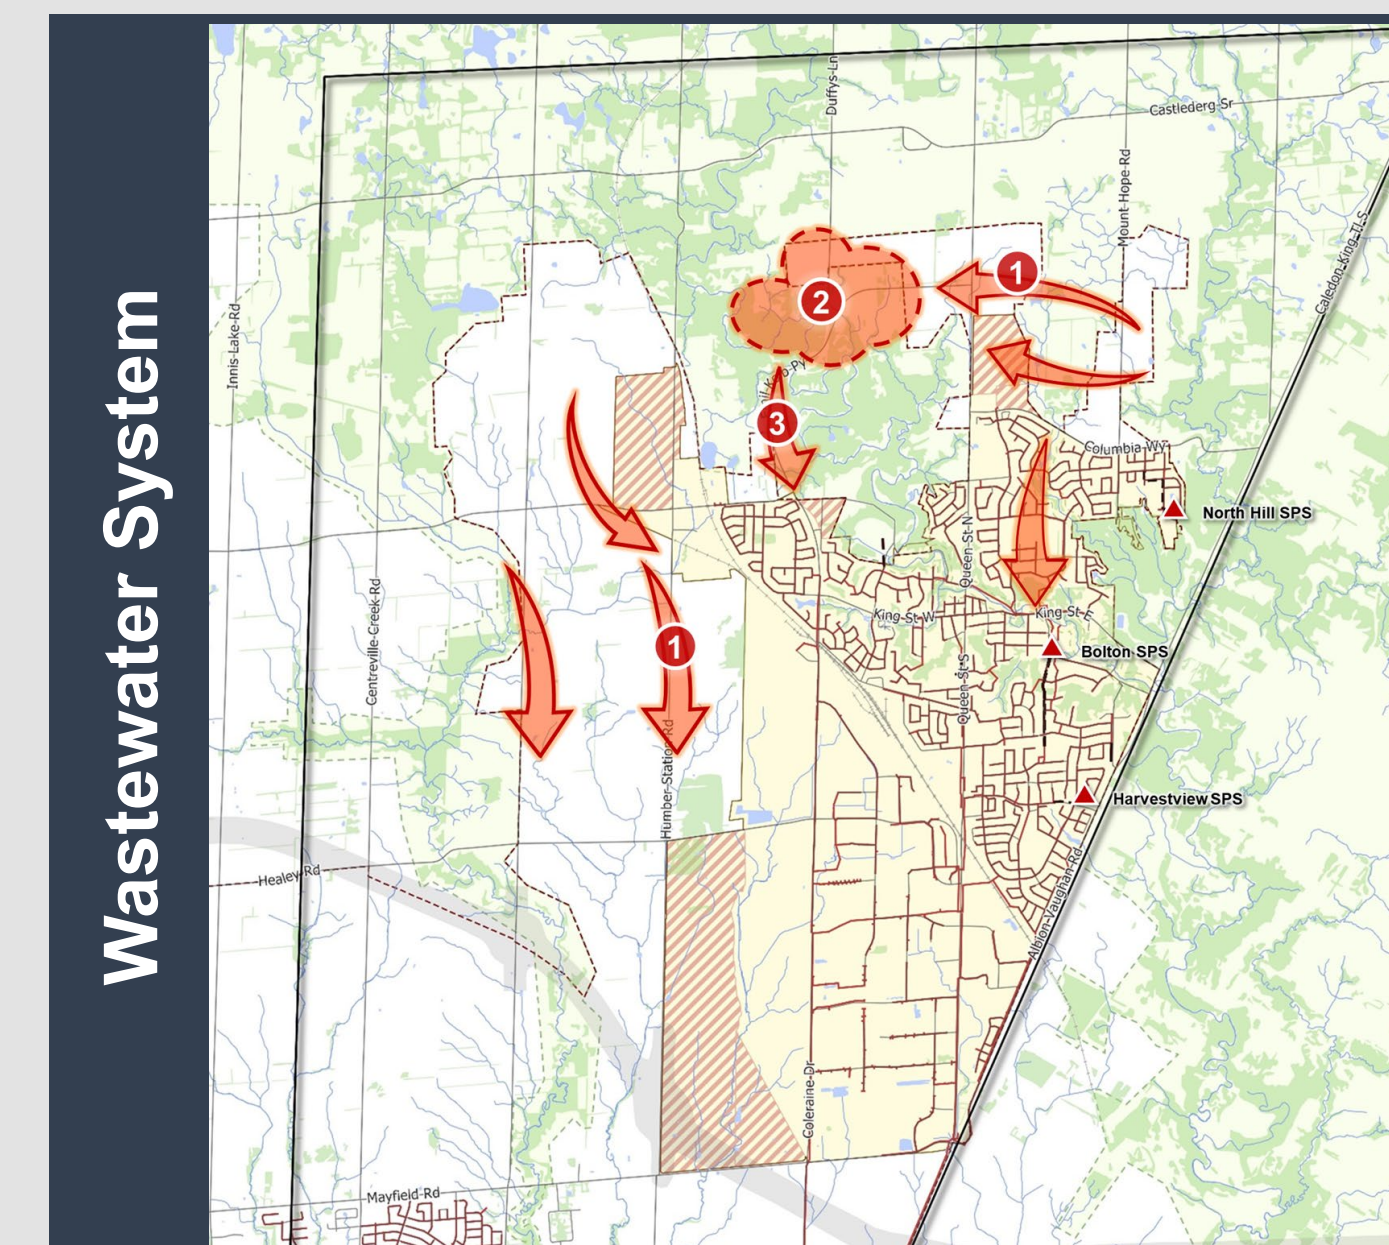 Wastewater System
Duffys-Ln
Castlederg Sr
Mount-Hope-Rd
Caledon-King-Tl-S
Innis-Lake-Rd
1
2
3
Columbia Wy
North Hill SPS
Queen-St-N
Centreville-Creek-Rd
King-St-W
King-St-E
1
Bolton SPS
Queen-St-S
Humber-Station-Rd
Harvestview SPS
Healey-Rd
Albion-Vaughan-Rd
Coleraine-Dr
Mayfield-Rd